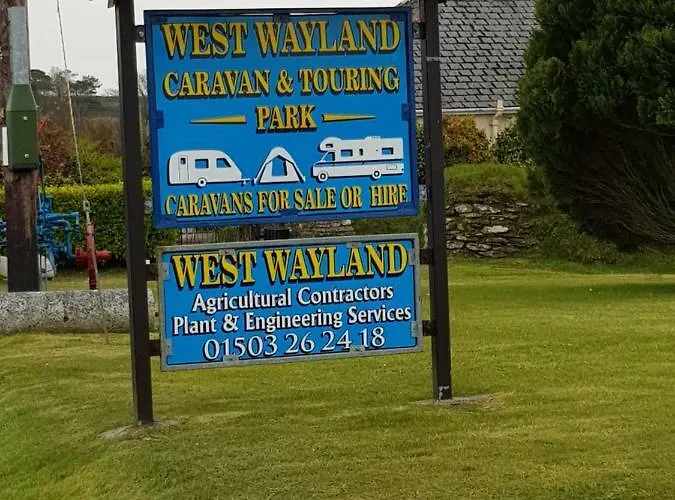 WEST WAYLAND
CARAVAN & TOURING
PARK
CARAVANS FOR SALE OR HIRE
WEST WAYLAND
Agricultural Contractors
Plant & Engineering Services
01503 26 24 18